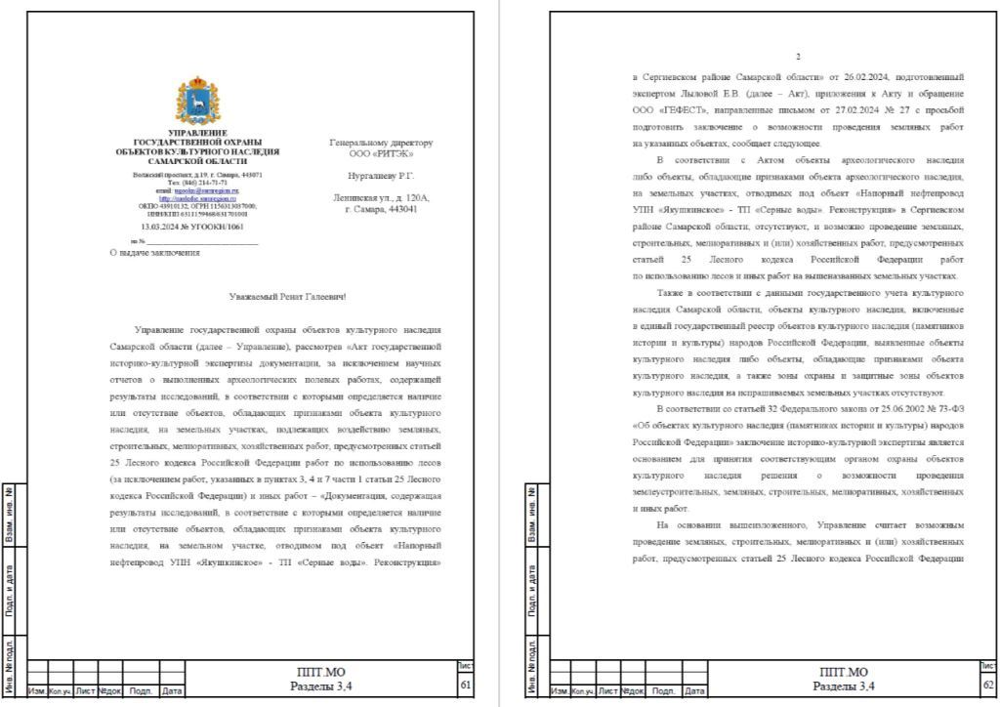 УПРАВЛЕНИЕ
ГОСУДАРСТВЕННОЙ ОХРАНЫ
ОБЪЕКТОВ КУЛЬТУРНОГО НАСЛЕДИЯ
САМАРСКОЙ ОБЛАСТИ
Волжский проспект, д.19, г. Самара, 443071
Тел. (846) 214-71-71
email:
ОКПО 43910132; ОГРН 1156313037000;
ИНН/КПП 6311159468/631701001
13.03.2024 № УГООКН/1061
на №
О выдаче заключения
Генеральному директору
ООО «РИТЭК»
Нургалиеву Р.Г.
Ленинская ул., д. 120А,
г. Самара, 443041
Уважаемый Ренат Галеевич!
Управление государственной охраны объектов культурного наследия
Самарской области (далее – Управление), рассмотрев «Акт государственной
историко-культурной экспертизы документации, за исключением научных
отчетов о выполненных археологических полевых работах, содержащей
результаты исследований, в соответствии с которыми определяется наличие
или отсутствие объектов, обладающих признаками объекта культурного
наследия, на земельных участках, подлежащих воздействию земляных,
строительных, мелиоративных, хозяйственных работ, предусмотренных статьей
25 Лесного кодекса Российской Федерации работ по использованию лесов
(за исключением работ, указанных в пунктах 3, 4 и 7 части 1 статьи 25 Лесного
кодекса Российской Федерации) и иных работ – «Документация, содержащая
результаты исследований, в соответствие с которыми определяется наличие
или отсутствие объектов, обладающих признаками объекта культурного
наследия, на земельном участке, отводимом под объект «Напорный
нефтепровод УПН «Якушкинское» - ТП «Серные воды». Реконструкция»
Взам. инв. №
Подп. и дата
Инв. № подл.
Изм. Кол.уч. Лист №док. Подп. Дата
ППТ.МО
Разделы 3,4
Лист
61
2
в Сергиевском районе Самарской области» от 26.02.2024, подготовленный
экспертом Лыловой Е.В. (далее – Акт), приложения к Акту и обращение
ООО «ГЕФЕСТ», направленные письмом от 27.02.2024 № 27 с просьбой
подготовить заключение о возможности проведения земляных работ
на указанных объектах, сообщает следующее.
В соответствии с Актом объекты археологического наследия
либо объекты, обладающие признаками объекта археологического наследия,
на земельных участках, отводимых под объект «Напорный нефтепровод
УПН «Якушкинское» - ТП «Серные воды». Реконструкция» в Сергиевском
районе Самарской области, отсутствуют, и возможно проведение земляных,
строительных, мелиоративных и (или) хозяйственных работ, предусмотренных
статьей 25 Лесного кодекса Российской Федерации работ
по использованию лесов и иных работ на вышеназванных земельных участках.
Также в соответствии с данными государственного учета культурного
наследия Самарской области, объекты культурного наследия, включенные
в единый государственный реестр объектов культурного наследия (памятников
истории и культуры) народов Российской Федерации, выявленные объекты
культурного наследия либо объекты, обладающие признаками объекта
культурного наследия, а также зоны охраны и защитные зоны объектов
культурного наследия на испрашиваемых земельных участках отсутствуют.
В соответствии со статьей 32 Федерального закона от 25.06.2002 № 73-ФЗ
«Об объектах культурного наследия (памятниках истории и культуры) народов
Российской Федерации» заключение историко-культурной экспертизы является
основанием для принятия соответствующим органом охраны объектов
культурного наследия решения о возможности проведения
землеустроительных, земляных, строительных, мелиоративных, хозяйственных
и иных работ.
На основании вышеизложенного, Управление считает возможным
проведение земляных, строительных, мелиоративных и (или) хозяйственных
работ, предусмотренных статьей 25 Лесного кодекса Российской Федерации
Взам. инв. №
Подп. и дата
Инв. № подл.
Изм. Кол.уч. Лист №док. Подп. Дата
ППТ.МО
Разделы 3,4
Лист
62